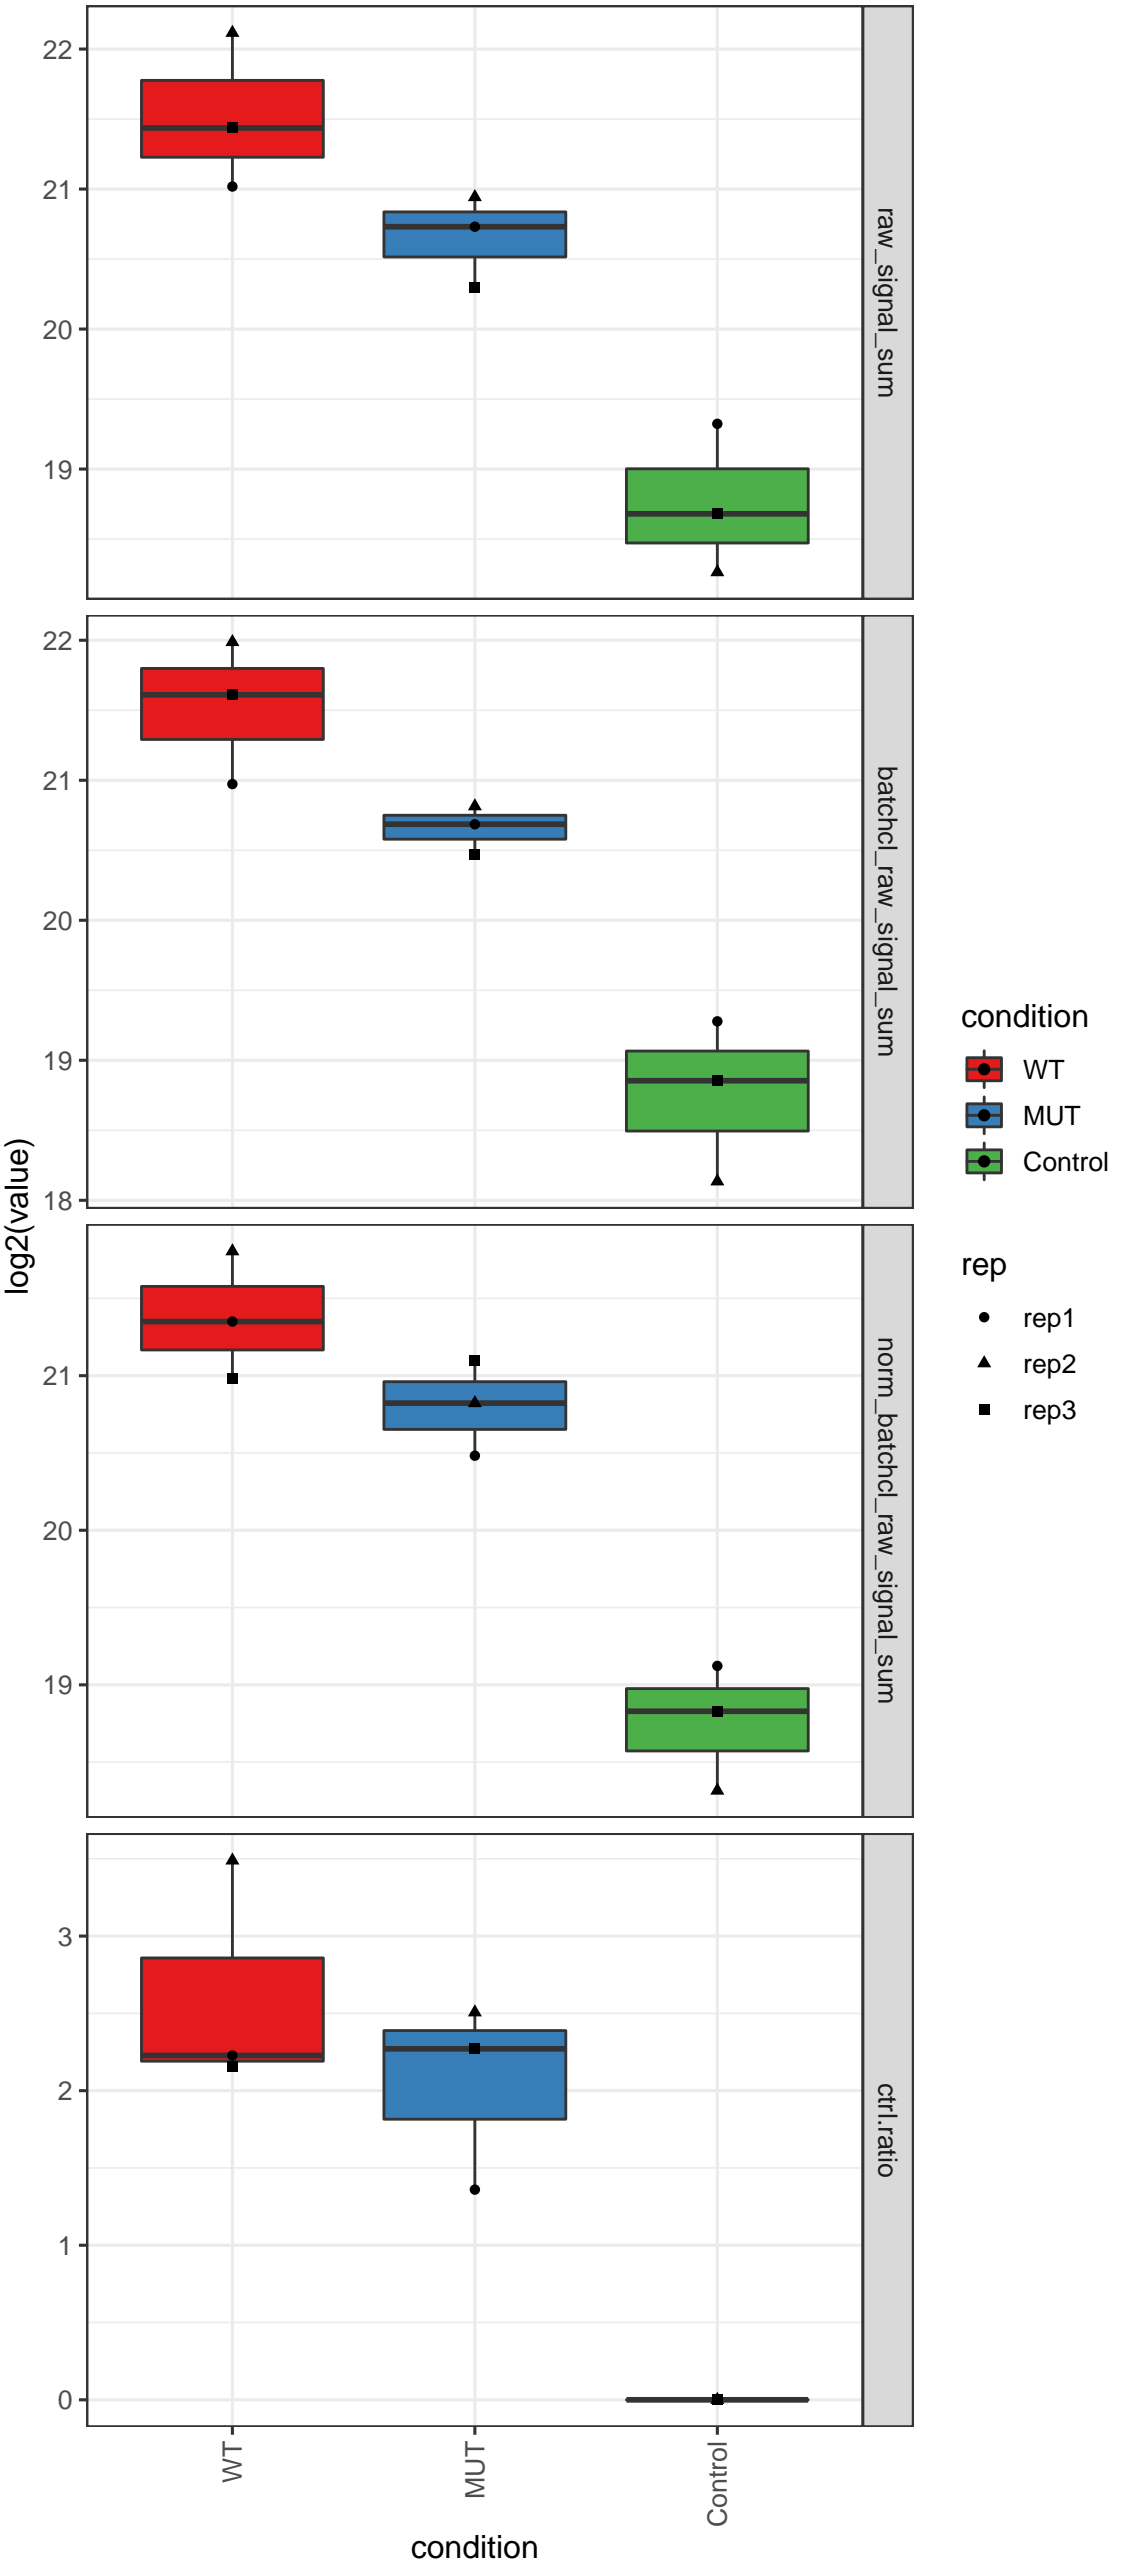 log2(value)
22
21
20
19
raw_signal_sum
22
21
20
19
18
batchcl_raw_signal_sum
21
20
19
norm_batchcl_raw_signal_sum
3
2
1
0
ctrl.ratio
WT
MUT
Control
condition
condition
WT
MUT
Control
rep
rep1
rep2
rep3